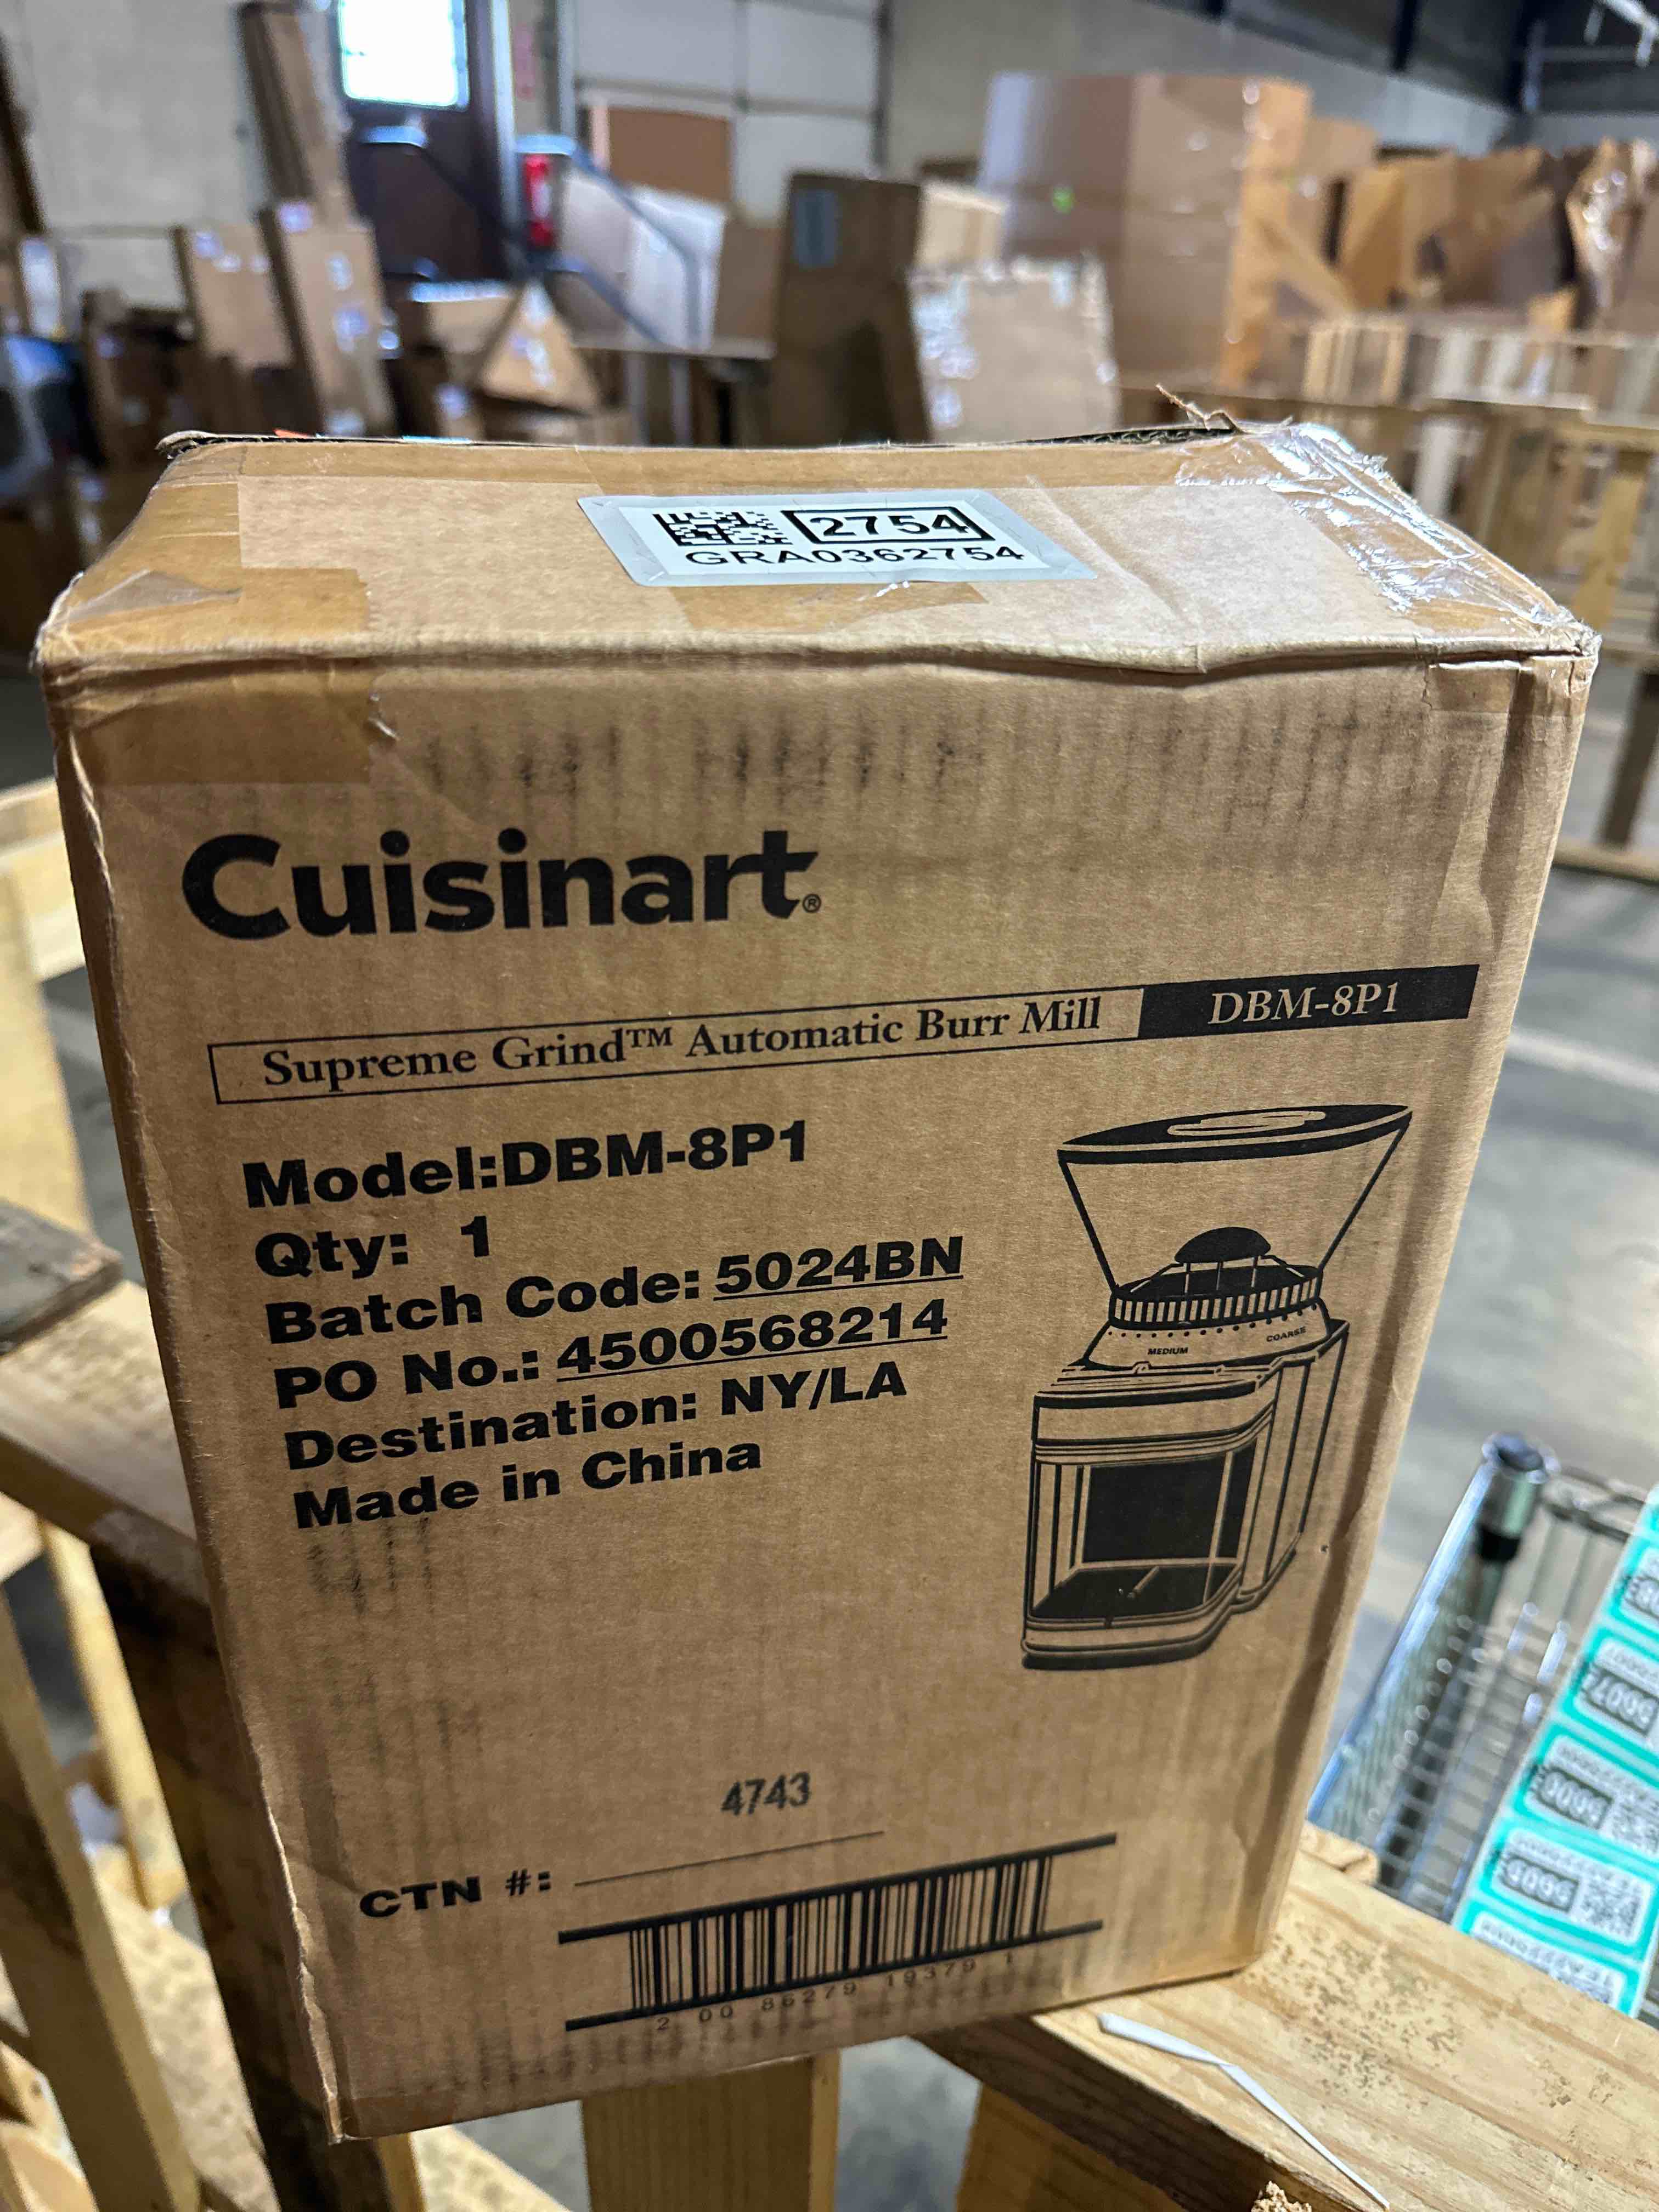 2754
GRA0362754
Cuisinart®
Supreme Grind™ Automatic Burr Mill DBM-8P1
Model:DBM-8P1
Qty: 1
Batch Code: 5024BN
PO No.: 4500568214
Destination: NY/LA
Made in China
COARSE
MEDIUM
4743
CTN #:
2 00 86279 19379 1